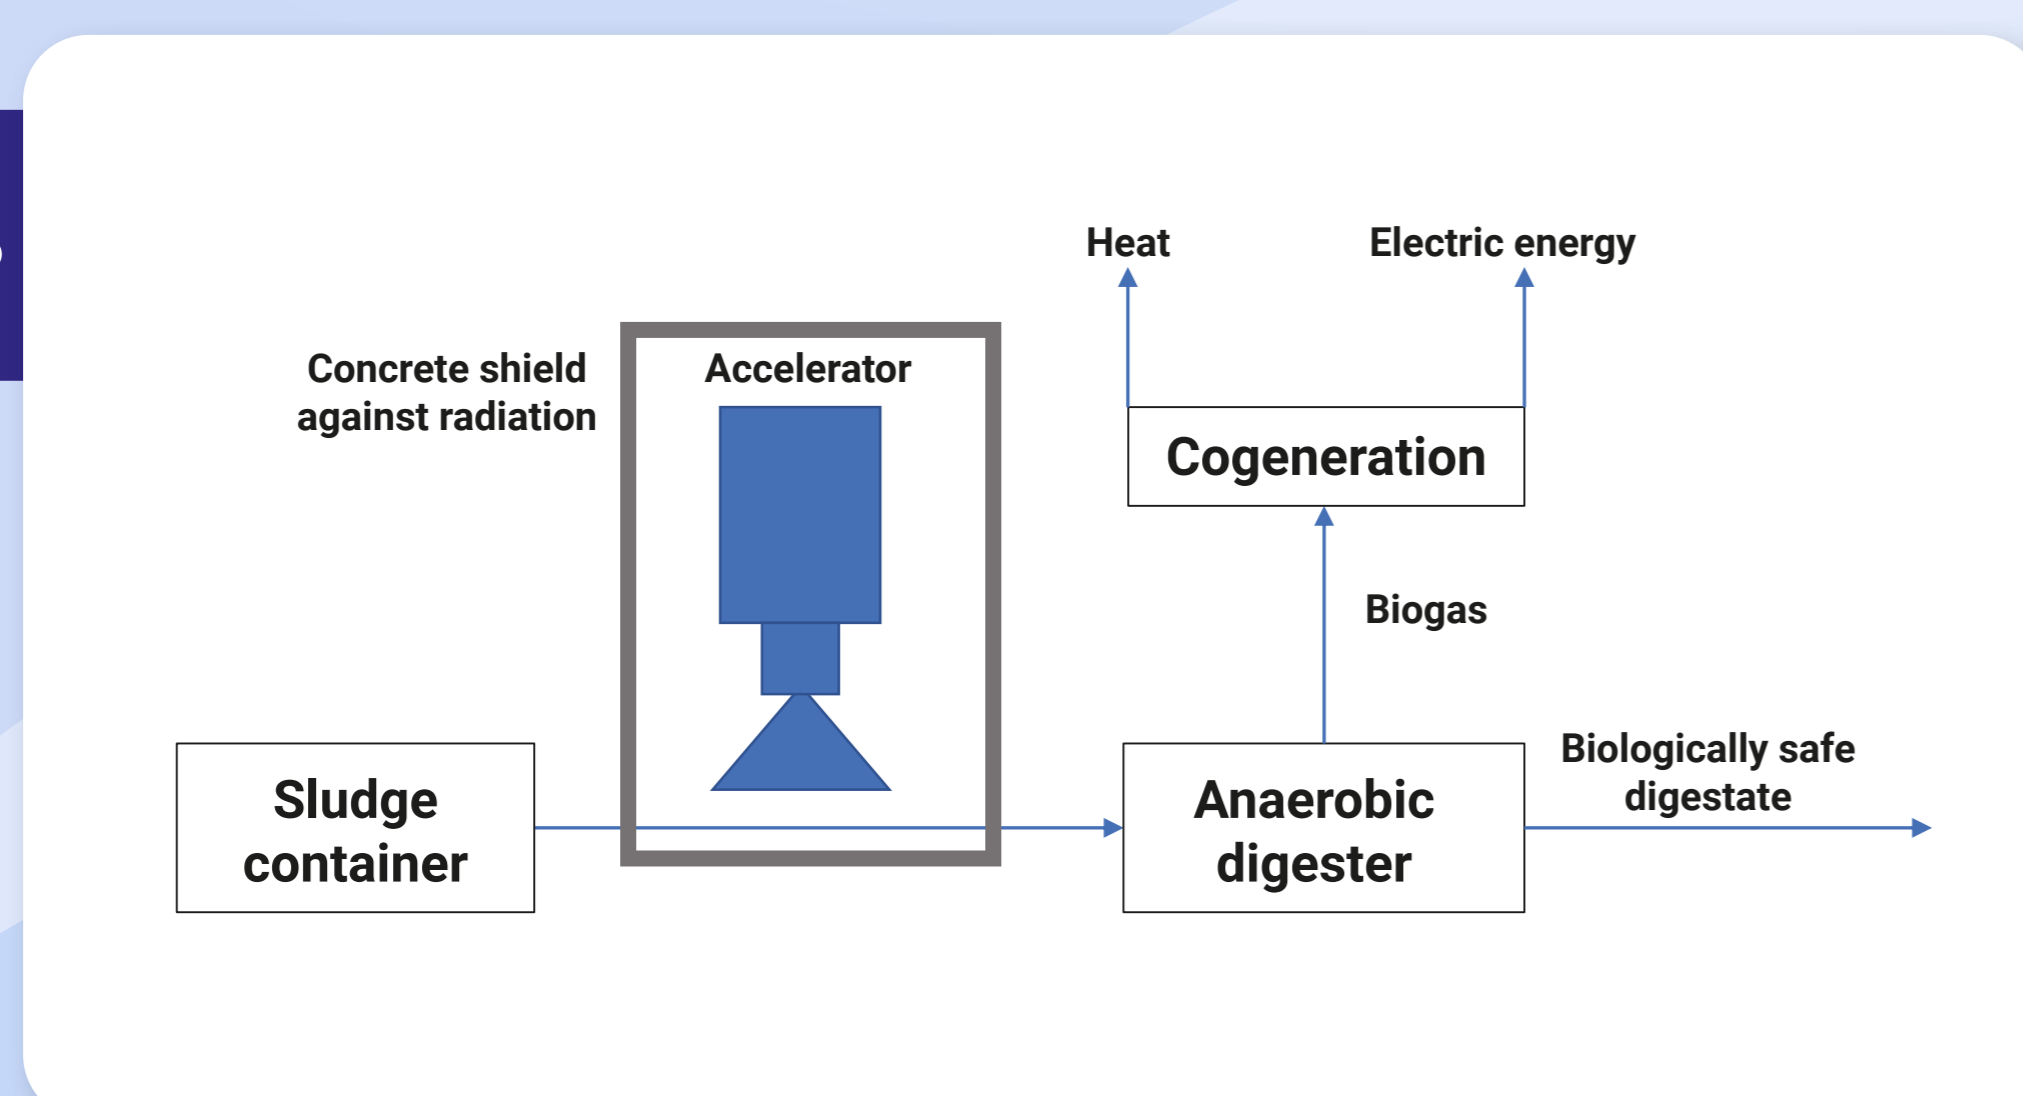 Heat
Electric energy
Concrete shield
against radiation
Accelerator
Cogeneration
Biogas
Sludge
container
Anaerobic
digester
Biologically safe
digestate